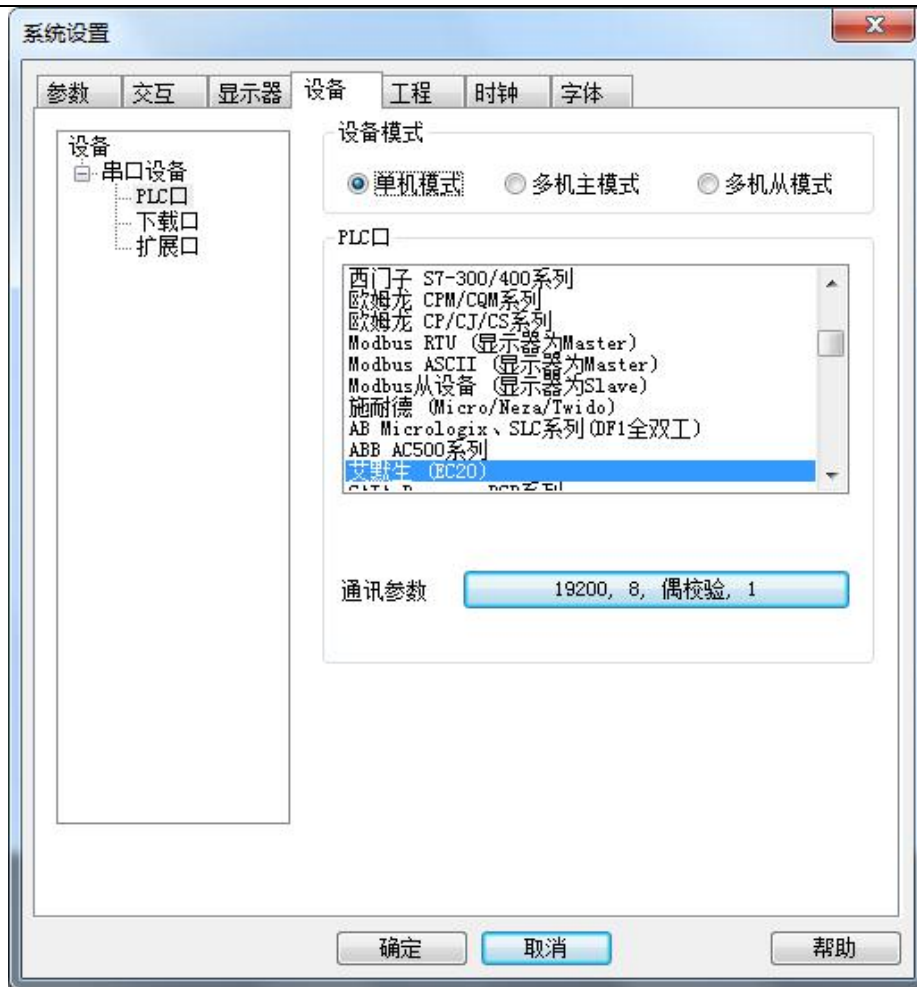 系统设置
参数 交互 显示器 设备 工程 时钟 字体
设备
串口设备
PLC口
下载口
扩展口
设备模式
单机模式 多机主模式 多机从模式
PLC口
西门子 S7-300/400系列
欧姆龙 CPM/CQM系列
欧姆龙 CP/CJ/CS系列
Modbus RTU (显示器为Master)
Modbus ASCII (显示器为Master)
Modbus从设备 (显示器为Slave)
施耐德 (Micro/Neza/Twido)
AB Micrologix、SLC系列(DF1全双工)
ABB AC500系列
艾默生 (EC20)
通讯参数 19200, 8, 偶校验, 1
确定 取消 帮助